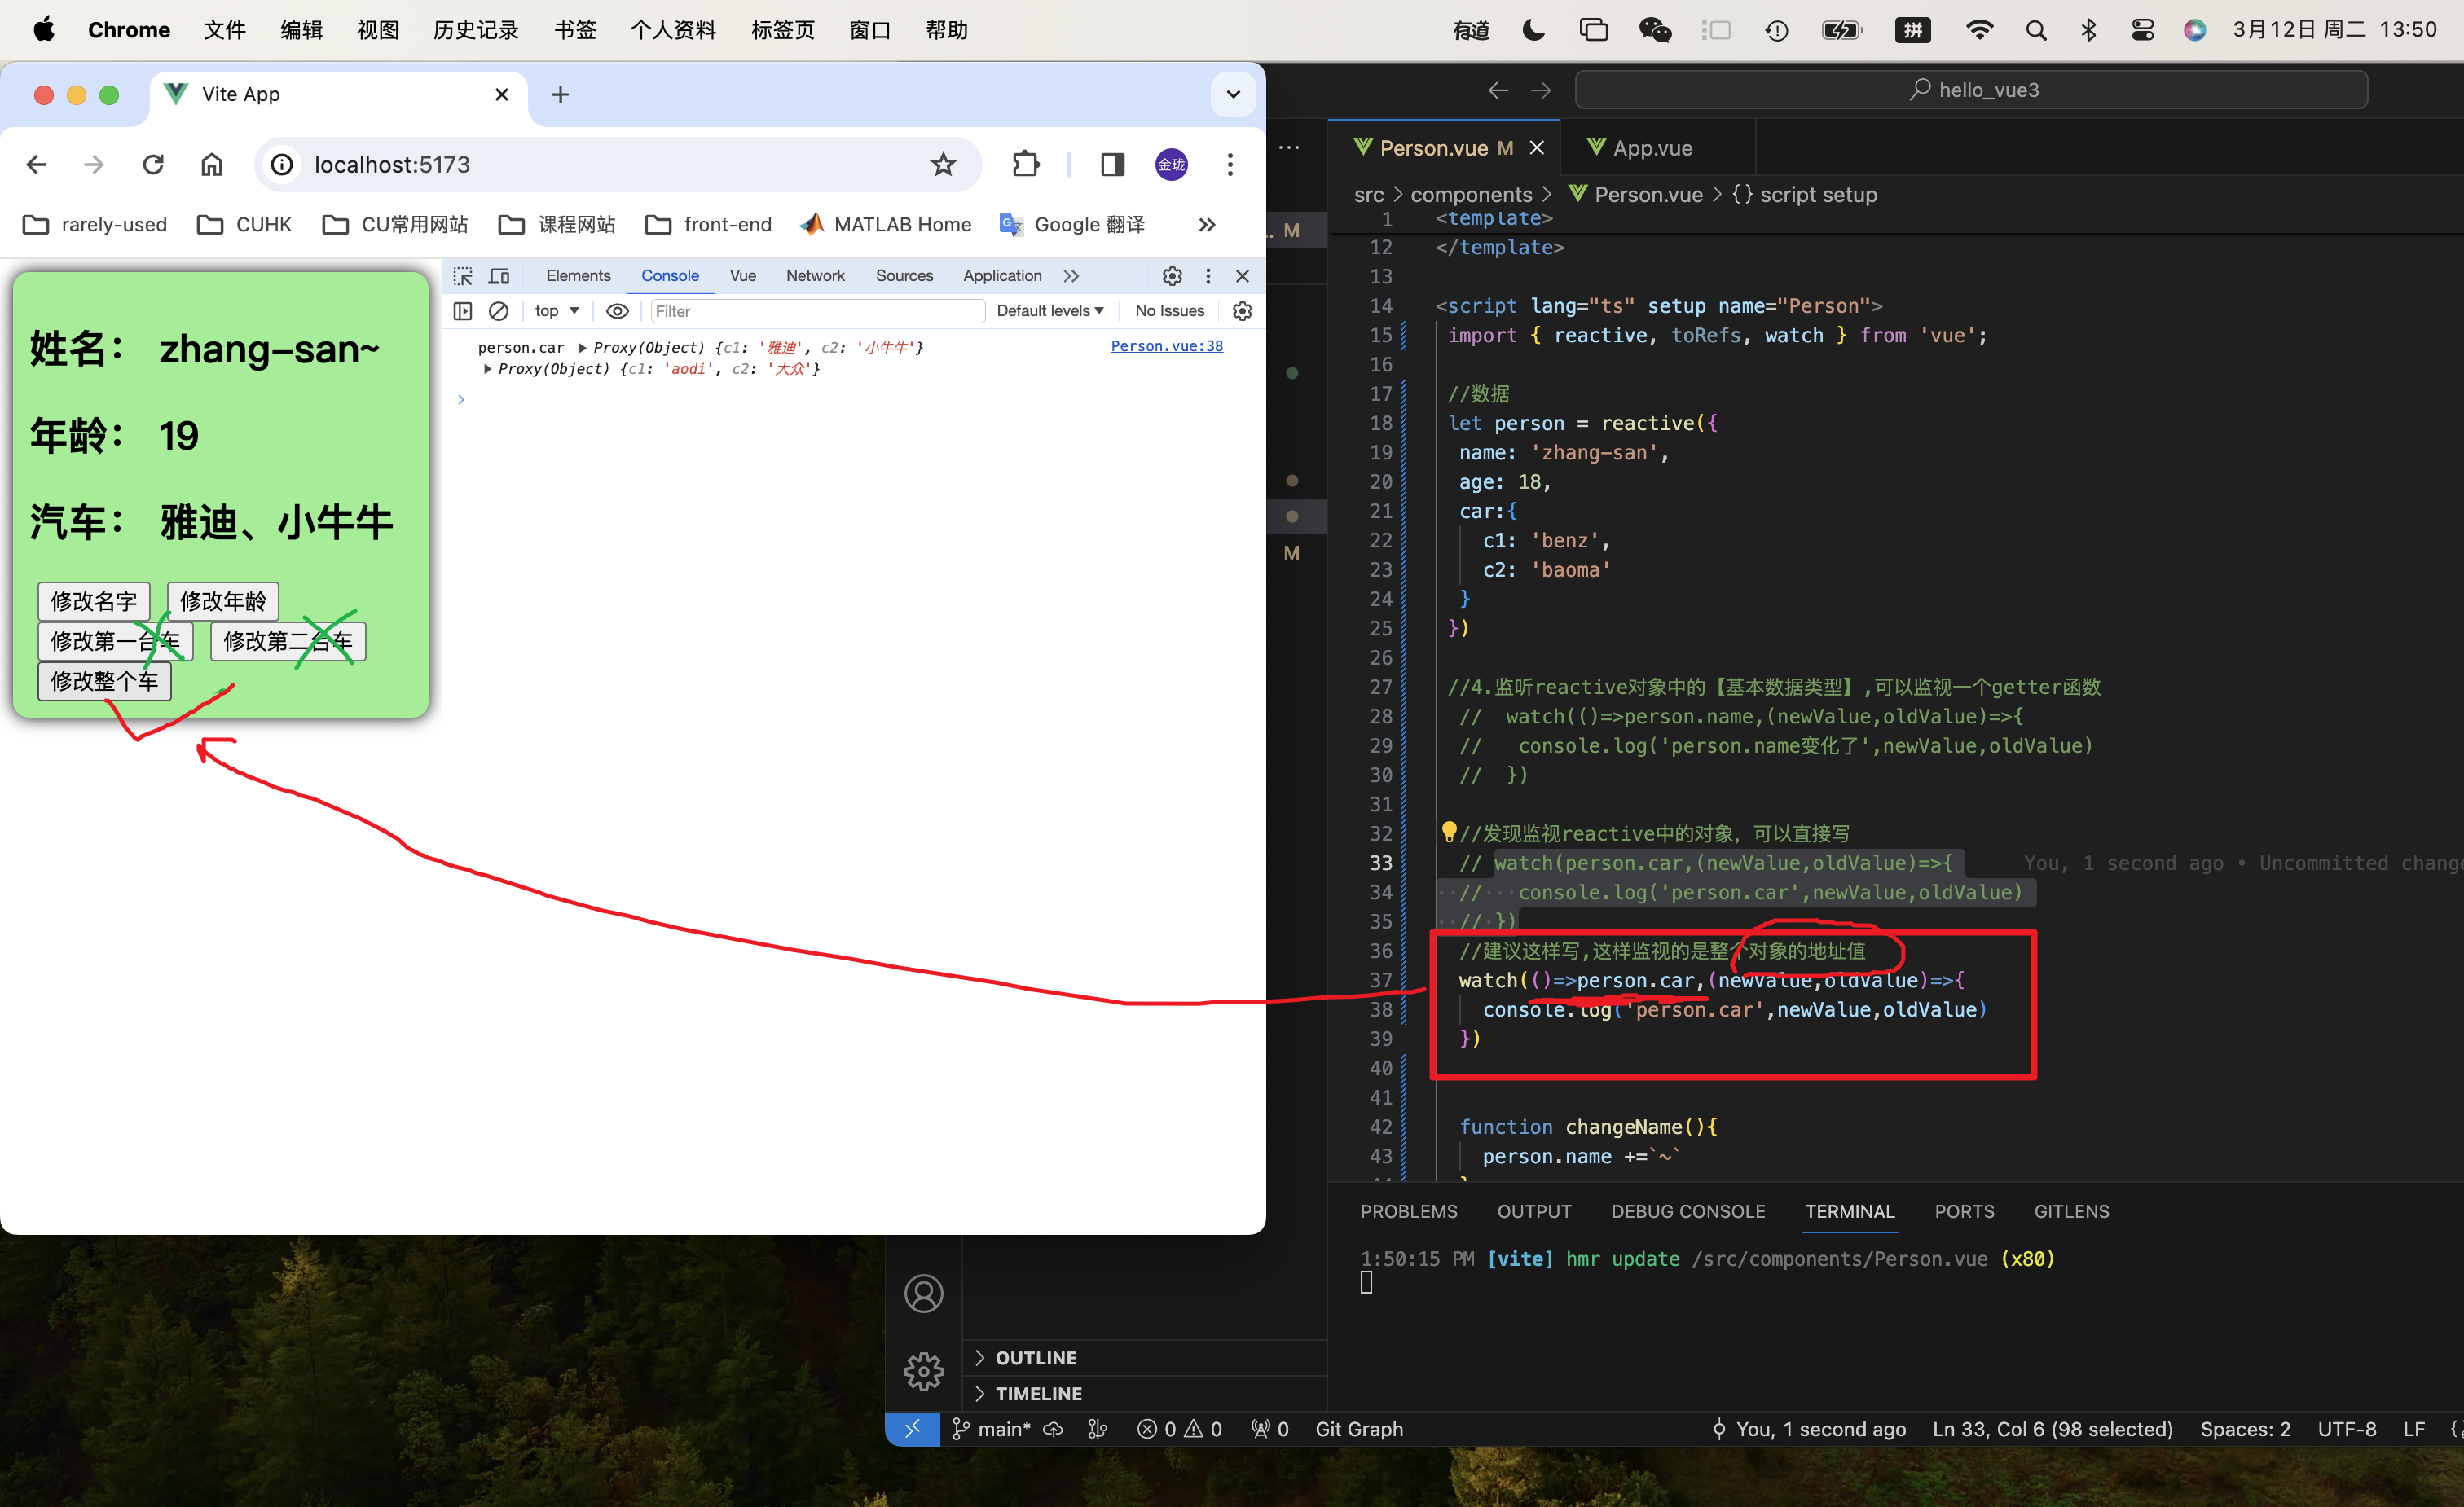 Chrome 文件 编辑 视图 历史记录 书签 个人资料 标签页 窗口 帮助 有道 拼 3月12日 周二 13:50
Vite App
localhost:5173 金珑
rarely-used CUHK CU常用网站 课程网站 front-end MATLAB Home Google 翻译
姓名： zhang-san~
年龄： 19
汽车： 雅迪、小牛牛
修改名字 修改年龄
修改第一台车 修改第二台车
修改整个车
Elements Console Vue Network Sources Application
top Filter Default levels No Issues
person.car Proxy(Object) {c1: '雅迪', c2: '小牛牛'} Person.vue:38
Proxy(Object) {c1: 'aodi', c2: '大众'}
hello_vue3
Person.vue M App.vue
src > components > Person.vue > {} script setup
M
M
1 <template>
12 </template>
13
14 <script lang="ts" setup name="Person">
15 import { reactive, toRefs, watch } from 'vue';
16
17 //数据
18 let person = reactive({
19 name: 'zhang-san',
20 age: 18,
21 car:{
22 c1: 'benz',
23 c2: 'baoma'
24 }
25 })
26
27 //4.监听reactive对象中的【基本数据类型】,可以监视一个getter函数
28 // watch(()=>person.name,(newValue,oldValue)=>{
29 // console.log('person.name变化了',newValue,oldValue)
30 // })
31
32 //发现监视reactive中的对象，可以直接写
33 // watch(person.car,(newValue,oldValue)=>{ You, 1 second ago • Uncommitted change
34 // console.log('person.car',newValue,oldValue)
35 // })
36 //建议这样写,这样监视的是整个对象的地址值
37 watch(()=>person.car,(newValue,oldValue)=>{
38 console.log('person.car',newValue,oldValue)
39 })
40
41
42 function changeName(){
43 person.name +=`~`
PROBLEMS OUTPUT DEBUG CONSOLE TERMINAL PORTS GITLENS
1:50:15 PM [vite] hmr update /src/components/Person.vue (x80)
OUTLINE
TIMELINE
main* 0 0 0 Git Graph You, 1 second ago Ln 33, Col 6 (98 selected) Spaces: 2 UTF-8 LF